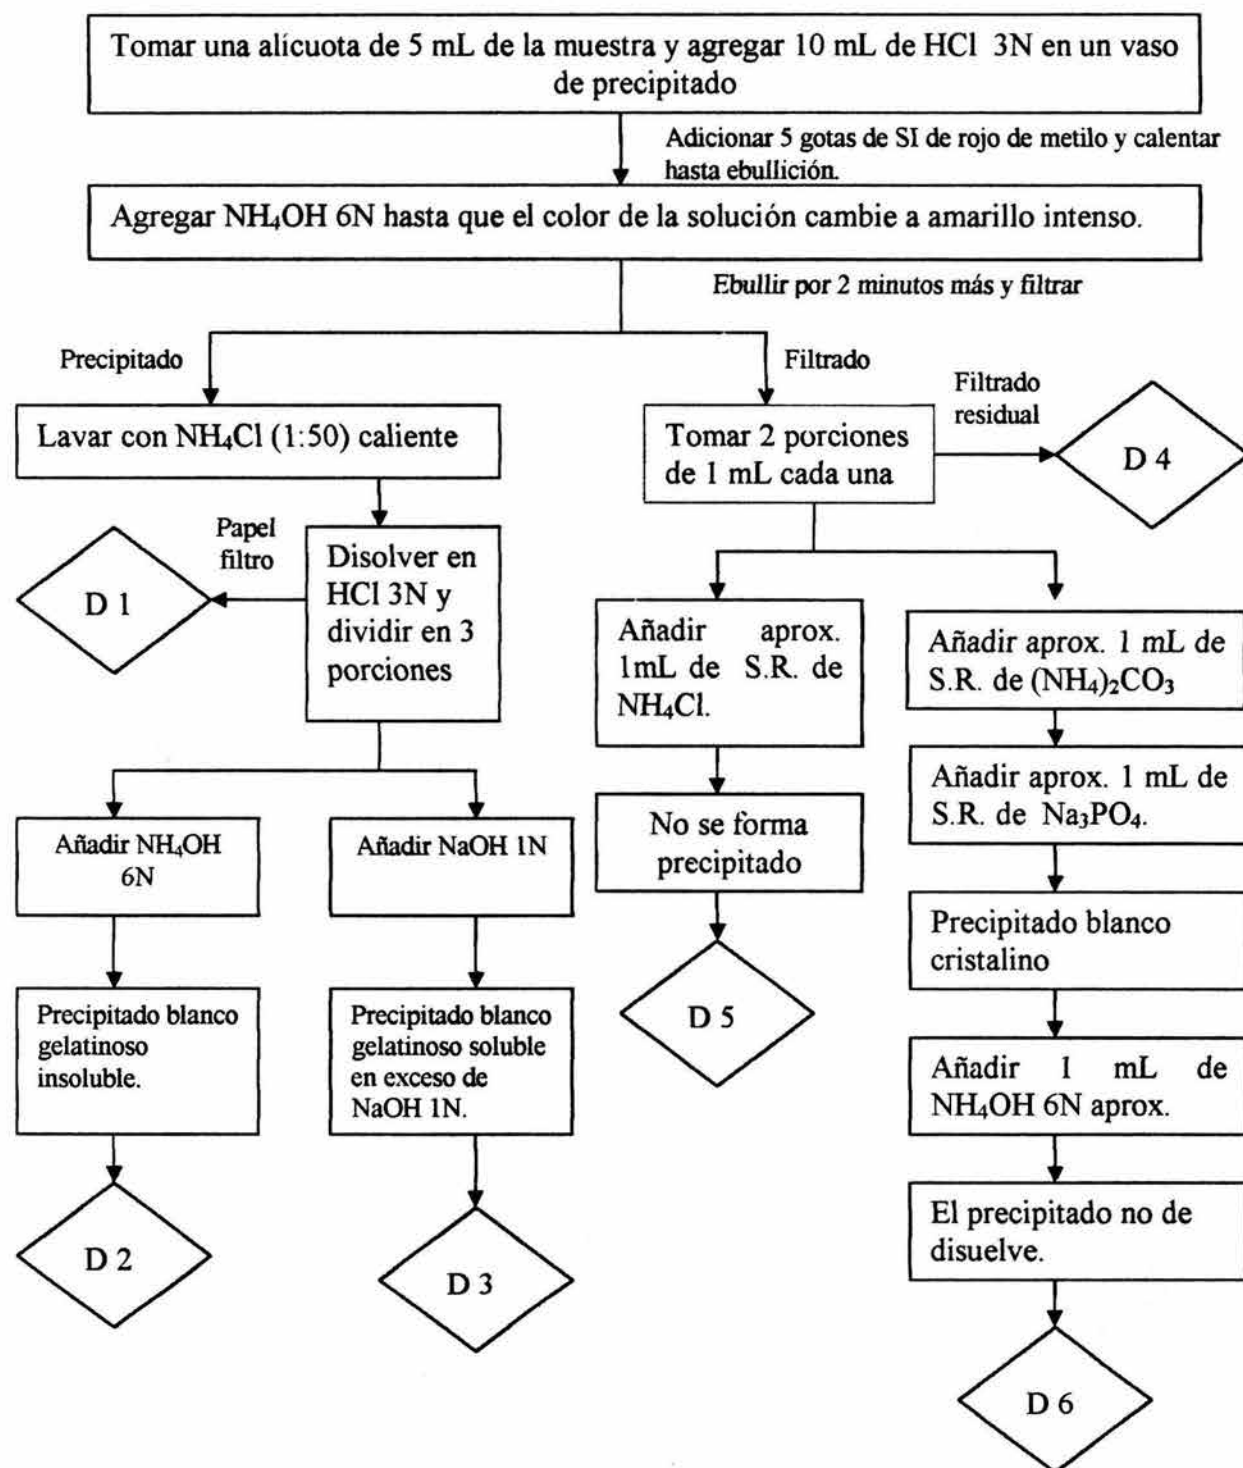 Tomar una alícuota de 5 mL de la muestra y agregar 10 mL de HCl 3N en un vaso
de precipitado
Adicionar 5 gotas de SI de rojo de metilo y calentar
hasta ebullición.
Agregar NH₄OH 6N hasta que el color de la solución cambie a amarillo intenso.
Ebullir por 2 minutos más y filtrar
Precipitado
Filtrado
Lavar con NH₄Cl (1:50) caliente
Tomar 2 porciones
de 1 mL cada una
Filtrado
residual
D 4
Papel
filtro
D 1
Disolver en
HCl 3N y
dividir en 3
porciones
Añadir NH₄OH
6N
Precipitado blanco
gelatinoso
insoluble.
D 2
Añadir NaOH 1N
Precipitado blanco
gelatinoso soluble
en exceso de
NaOH 1N.
D 3
Añadir aprox.
1mL de S.R. de
NH₄Cl.
No se forma
precipitado
D 5
Añadir aprox. 1 mL de
S.R. de (NH₄)₂CO₃
Añadir aprox. 1 mL de
S.R. de Na₃PO₄.
Precipitado blanco
cristalino
Añadir 1 mL de
NH₄OH 6N aprox.
El precipitado no de
disuelve.
D 6